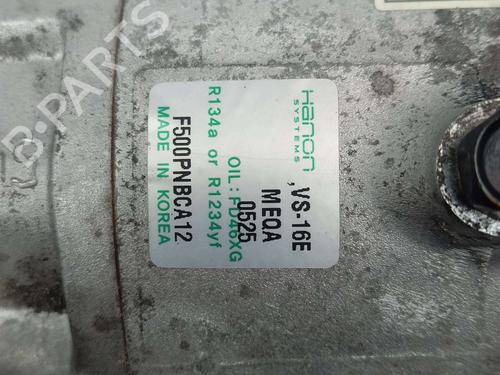 Hanon
SYSTEMS
,VS-16E
MEQA
0525
OIL: FD46XG
R134a or R1234yf
F500PNBCA12
MADE IN KOREA
B-PARTS